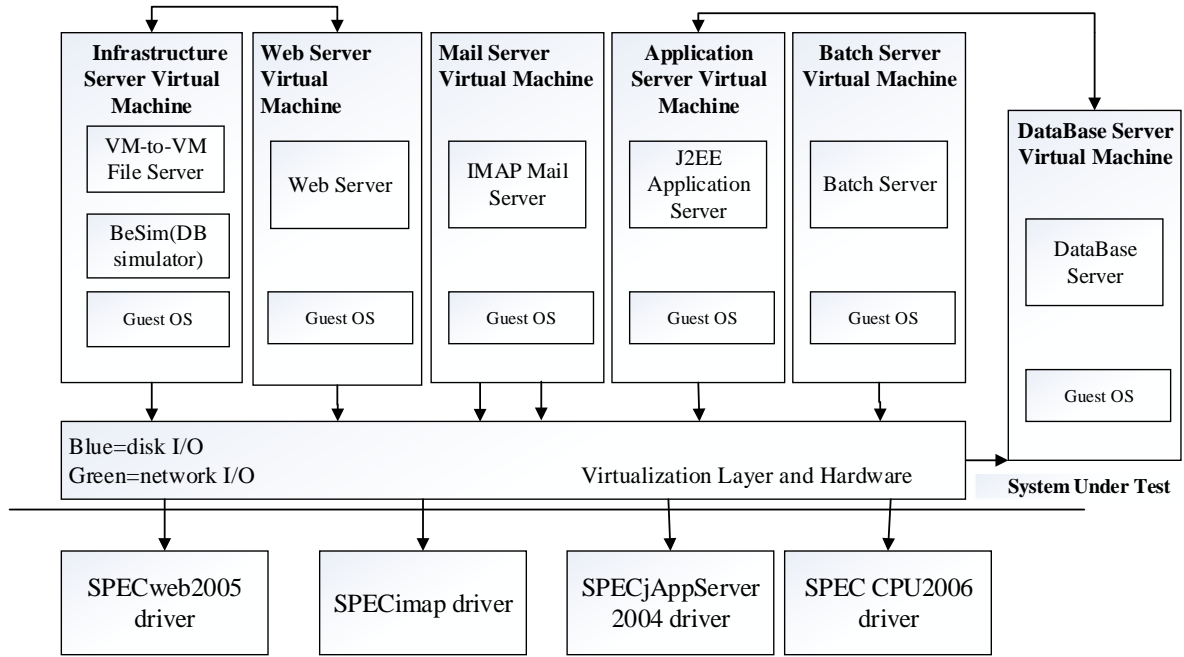 Infrastructure
Server Virtual
Machine
VM-to-VM
File Server
BeSim(DB
simulator)
Guest OS
Web Server
Virtual
Machine
Web Server
Guest OS
Mail Server
Virtual Machine
IMAP Mail
Server
Guest OS
Application
Server Virtual
Machine
J2EE
Application
Server
Guest OS
Batch Server
Virtual Machine
Batch Server
Guest OS
DataBase Server
Virtual Machine
DataBase
Server
Guest OS
Blue=disk I/O
Green=network I/O
Virtualization Layer and Hardware
System Under Test
SPECweb2005
driver
SPECimap driver
SPECjAppServer
2004 driver
SPEC CPU2006
driver